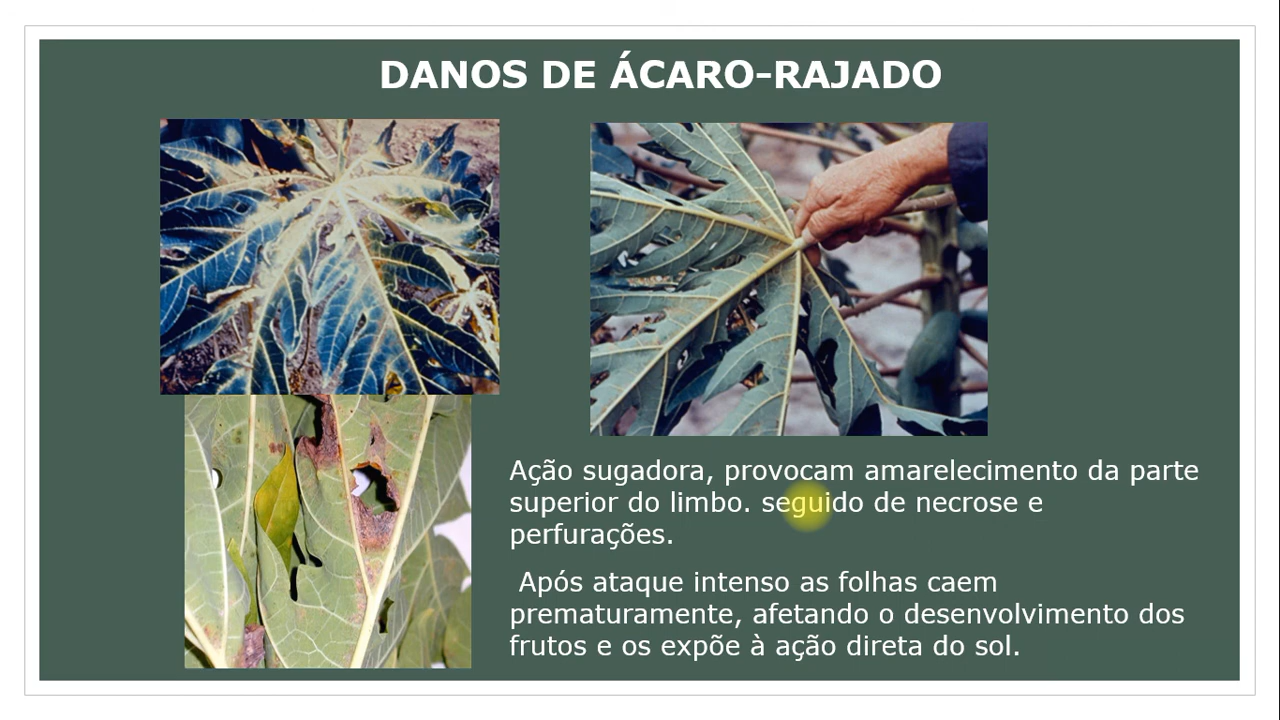 DANOS DE ÁCARO-RAJADO
Ação sugadora, provocam amarelecimento da parte
superior do limbo. seguido de necrose e
perfurações.
Após ataque intenso as folhas caem
prematuramente, afetando o desenvolvimento dos
frutos e os expõe à ação direta do sol.